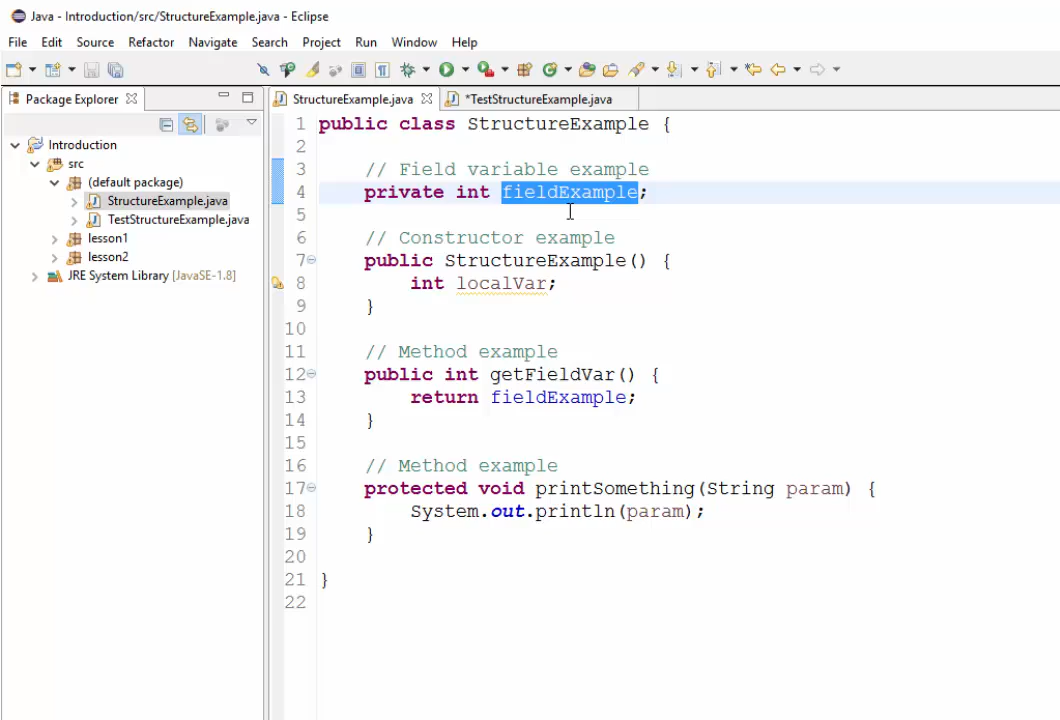 Java - Introduction/src/StructureExample.java - Eclipse
File Edit Source Refactor Navigate Search Project Run Window Help
Package Explorer
Introduction
src
(default package)
StructureExample.java
TestStructureExample.java
lesson1
lesson2
JRE System Library [JavaSE-1.8]
StructureExample.java *TestStructureExample.java
1 public class StructureExample {
2
3 // Field variable example
4 private int fieldExample;
5
6 // Constructor example
7 public StructureExample() {
8 int localVar;
9 }
10
11 // Method example
12 public int getFieldVar() {
13 return fieldExample;
14 }
15
16 // Method example
17 protected void printSomething(String param) {
18 System.out.println(param);
19 }
20
21 }
22